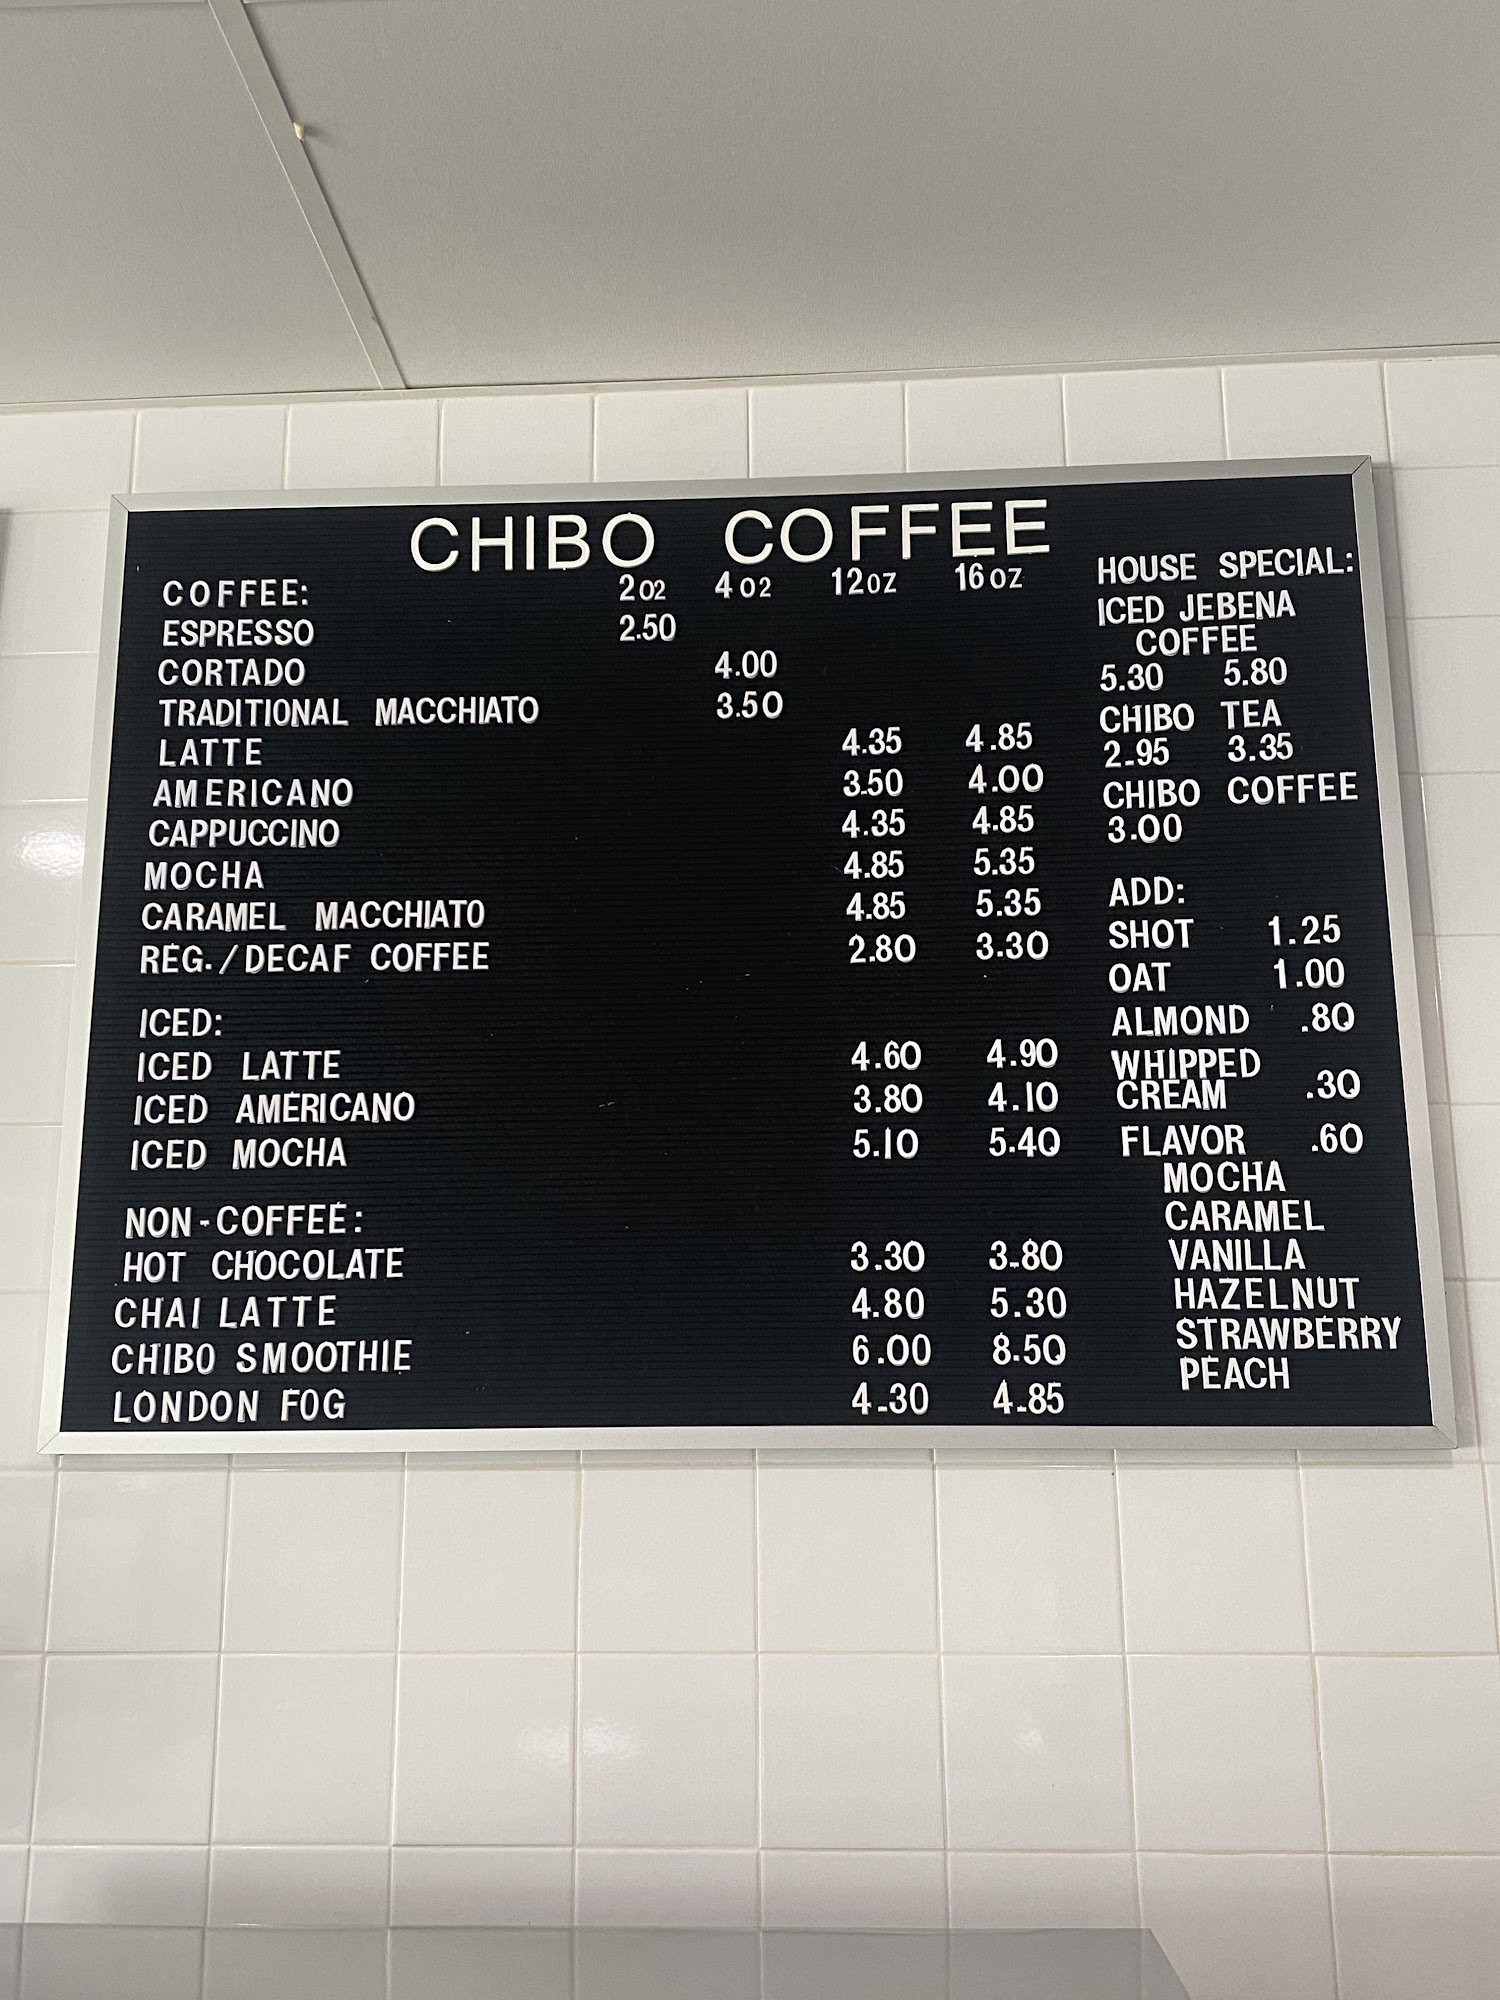 CHIBO COFFEE
COFFEE: 2oz 4oz 12oz 16oz
ESPRESSO 2.50
CORTADO 4.00
TRADITIONAL MACCHIATO 3.50
LATTE 4.35 4.85
AMERICANO 3.50 4.00
CAPPUCCINO 4.35 4.85
MOCHA 4.85 5.35
CARAMEL MACCHIATO 4.85 5.35
REG./DECAF COFFEE 2.80 3.30
ICED:
ICED LATTE 4.60 4.90
ICED AMERICANO 3.80 4.10
ICED MOCHA 5.10 5.40
NON-COFFEE:
HOT CHOCOLATE 3.30 3.80
CHAI LATTE 4.80 5.30
CHIBO SMOOTHIE 6.00 8.50
LONDON FOG 4.30 4.85
HOUSE SPECIAL:
ICED JEBENA
COFFEE
5.30 5.80
CHIBO TEA
2.95 3.35
CHIBO COFFEE
3.00
ADD:
SHOT 1.25
OAT 1.00
ALMOND .80
WHIPPED
CREAM .30
FLAVOR .60
MOCHA
CARAMEL
VANILLA
HAZELNUT
STRAWBERRY
PEACH